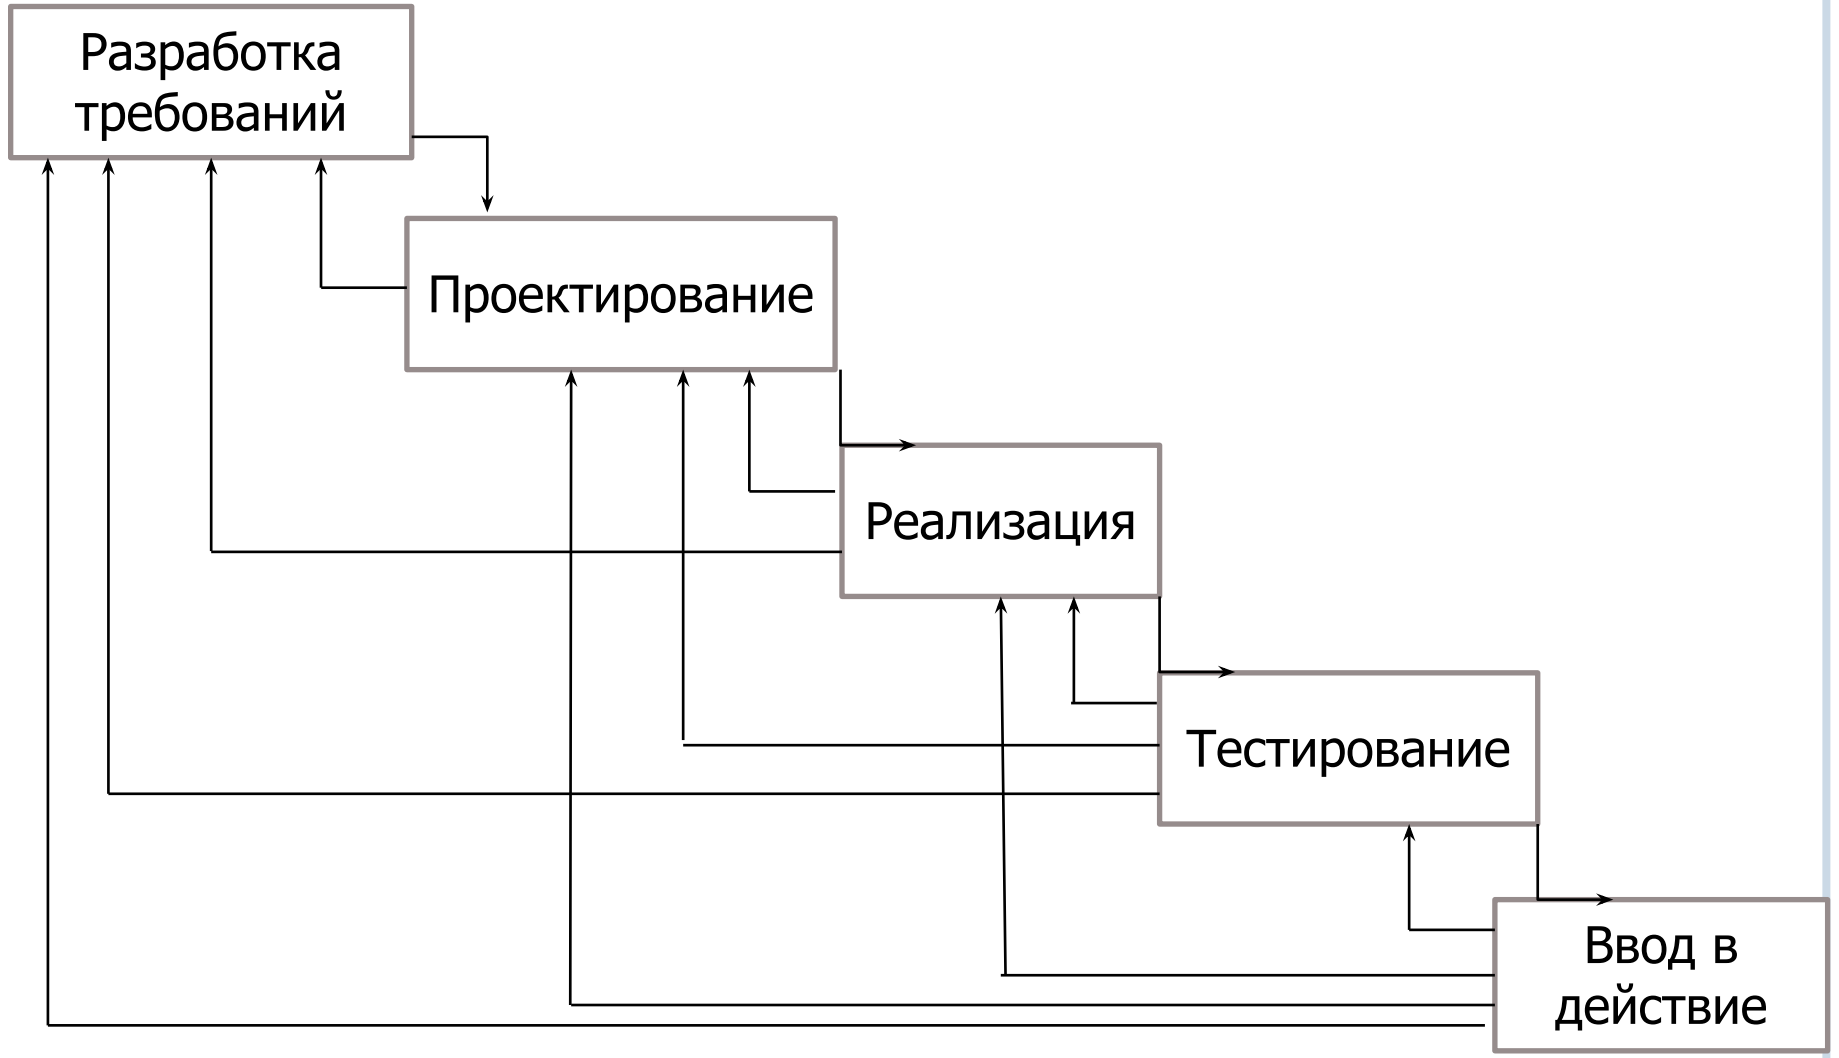 Разработка
требований
Проектирование
Реализация
Тестирование
Ввод в
действие